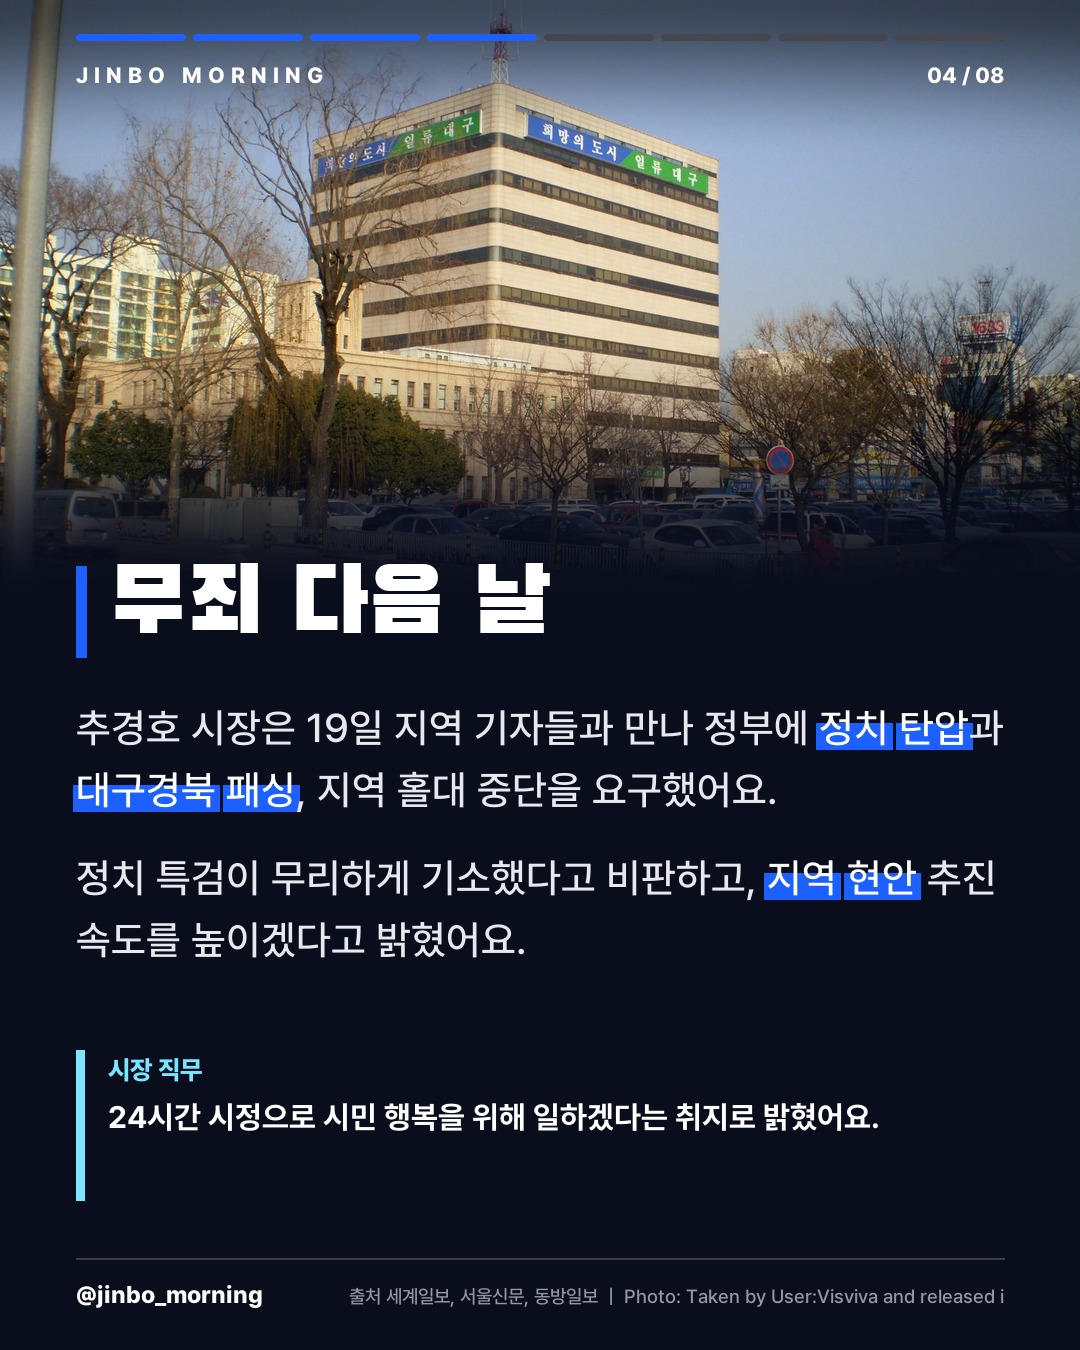 JINBO MORNING
04 / 08
희망의 도시 일류 대구
희망의 도시 일류 대구
1633
무죄 다음 날
추경호 시장은 19일 지역 기자들과 만나 정부에 정치 탄압과
대구경북 패싱, 지역 홀대 중단을 요구했어요.
정치 특검이 무리하게 기소했다고 비판하고, 지역 현안 추진
속도를 높이겠다고 밝혔어요.
시장 직무
24시간 시정으로 시민 행복을 위해 일하겠다는 취지로 밝혔어요.
@jinbo_morning
출처 세계일보, 서울신문, 동방일보 | Photo: Taken by User:Visviva and released i